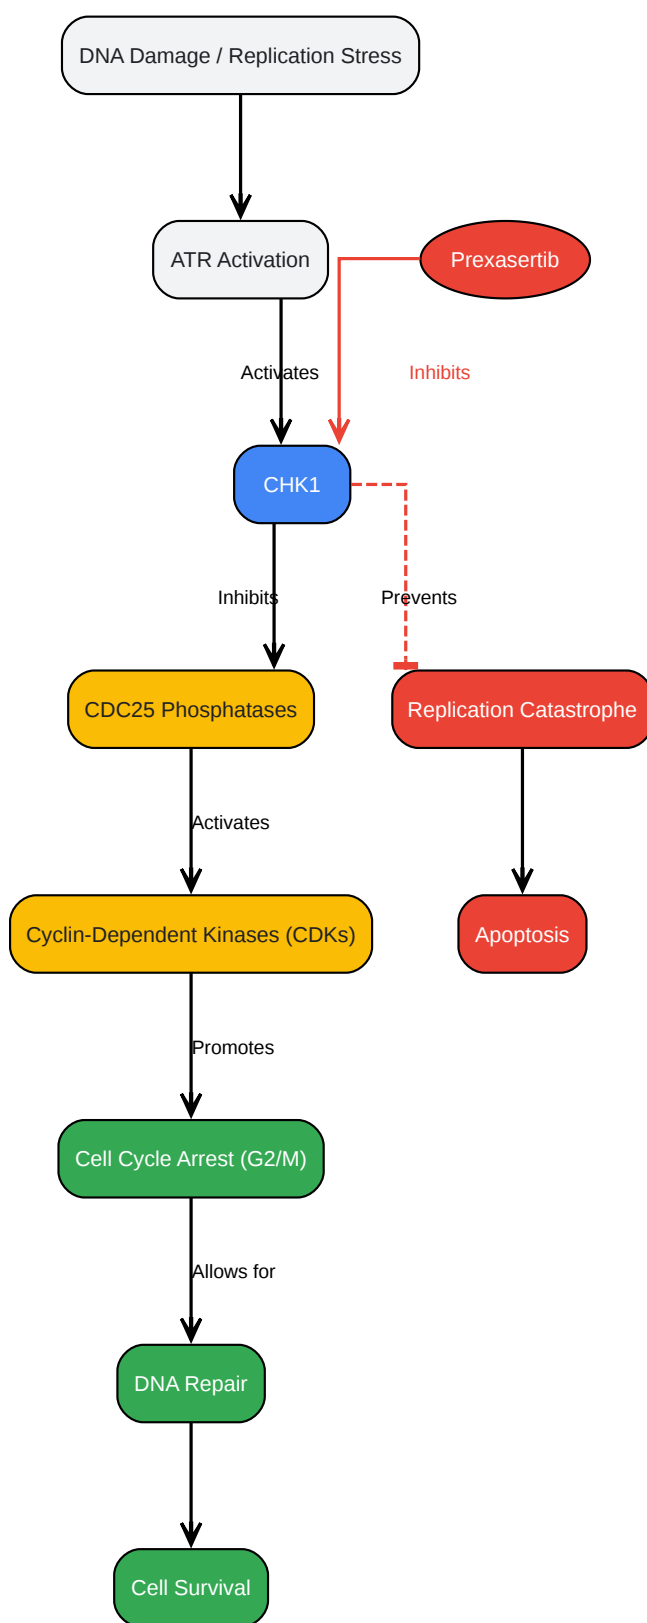 DNA Damage / Replication Stress
ATR Activation
Prexasertib
Activates
Inhibits
CHK1
Inhibits
Prevents
CDC25 Phosphatases
Replication Catastrophe
Activates
Cyclin-Dependent Kinases (CDKs)
Apoptosis
Promotes
Cell Cycle Arrest (G2/M)
Allows for
DNA Repair
Cell Survival